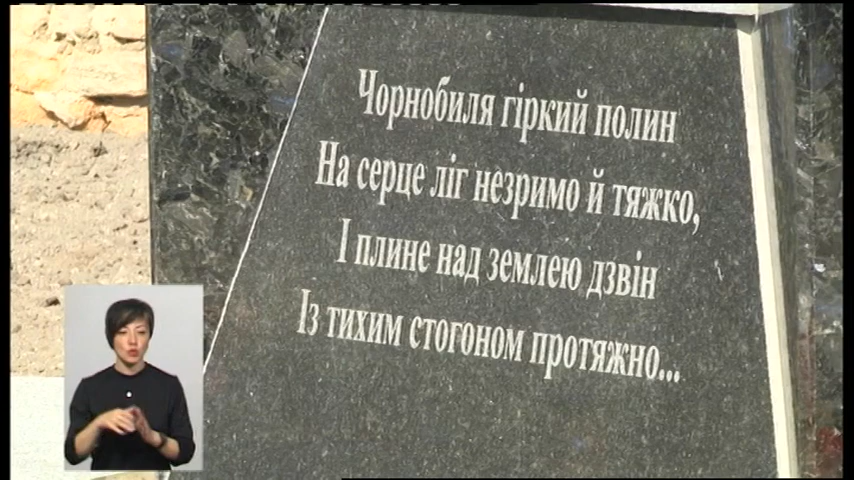 Чорнобиля гіркий полин
На серце ліг незримо й тяжко,
І плине над землею дзвін
Із тихим стогоном протяжно...